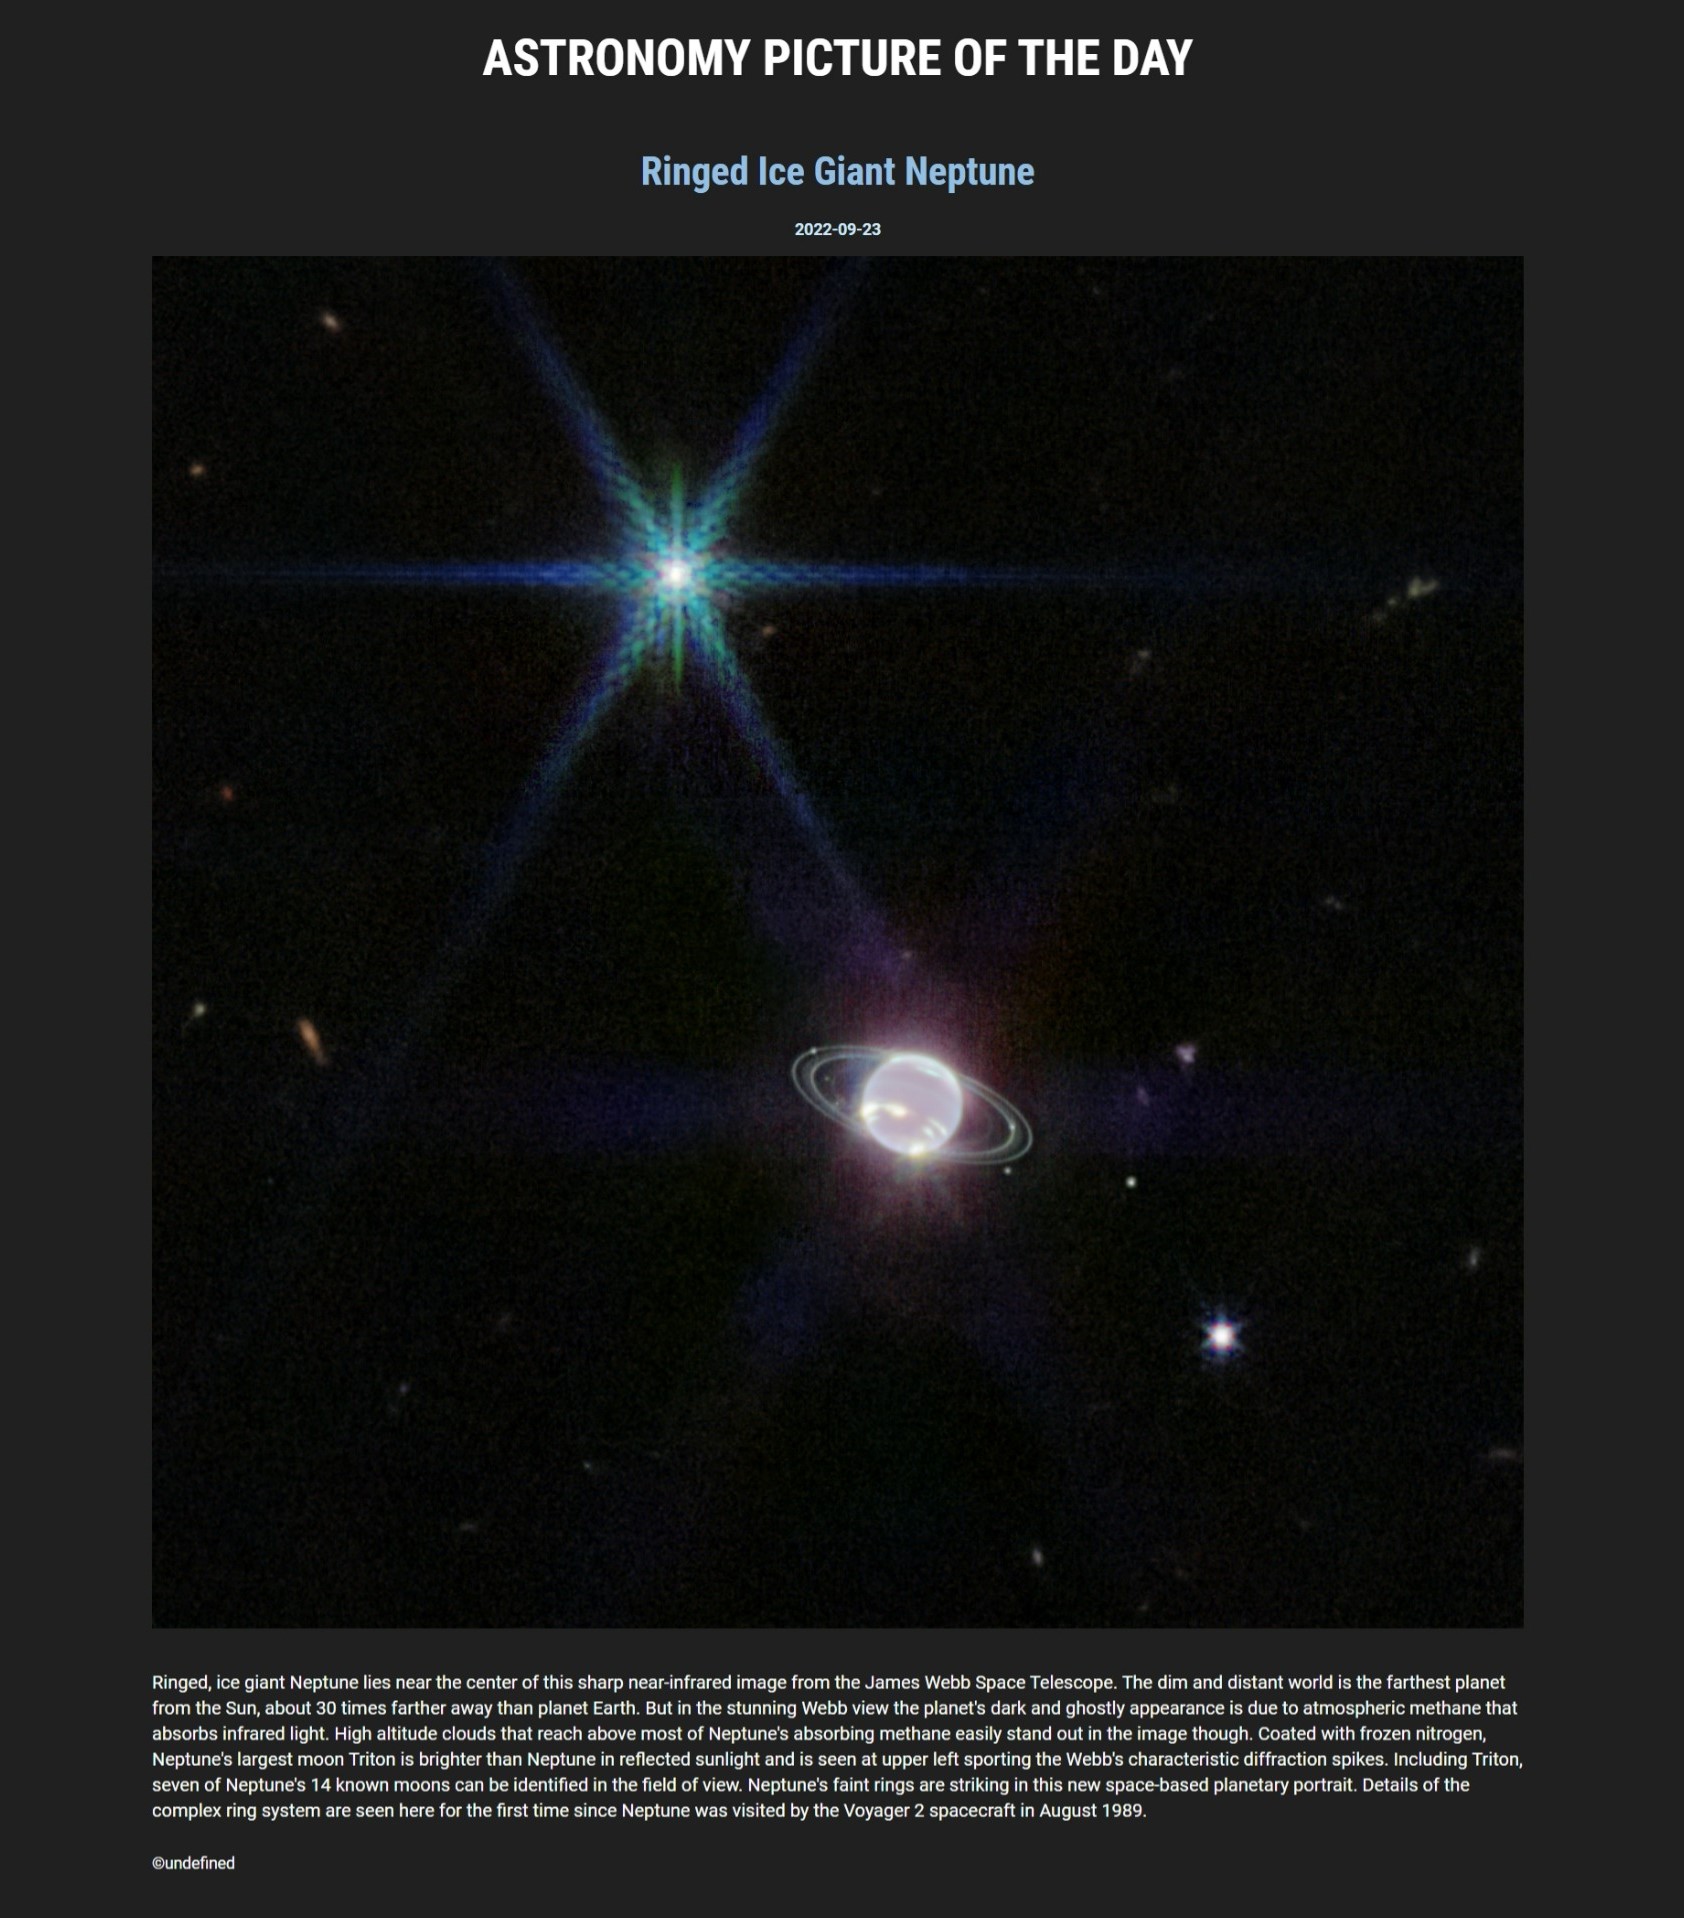 ASTRONOMY PICTURE OF THE DAY
Ringed Ice Giant Neptune
2022-09-23
Ringed, ice giant Neptune lies near the center of this sharp near-infrared image from the James Webb Space Telescope. The dim and distant world is the farthest planet
from the Sun, about 30 times farther away than planet Earth. But in the stunning Webb view the planet's dark and ghostly appearance is due to atmospheric methane that
absorbs infrared light. High altitude clouds that reach above most of Neptune's absorbing methane easily stand out in the image though. Coated with frozen nitrogen,
Neptune's largest moon Triton is brighter than Neptune in reflected sunlight and is seen at upper left sporting the Webb's characteristic diffraction spikes. Including Triton,
seven of Neptune's 14 known moons can be identified in the field of view. Neptune's faint rings are striking in this new space-based planetary portrait. Details of the
complex ring system are seen here for the first time since Neptune was visited by the Voyager 2 spacecraft in August 1989.
©undefined